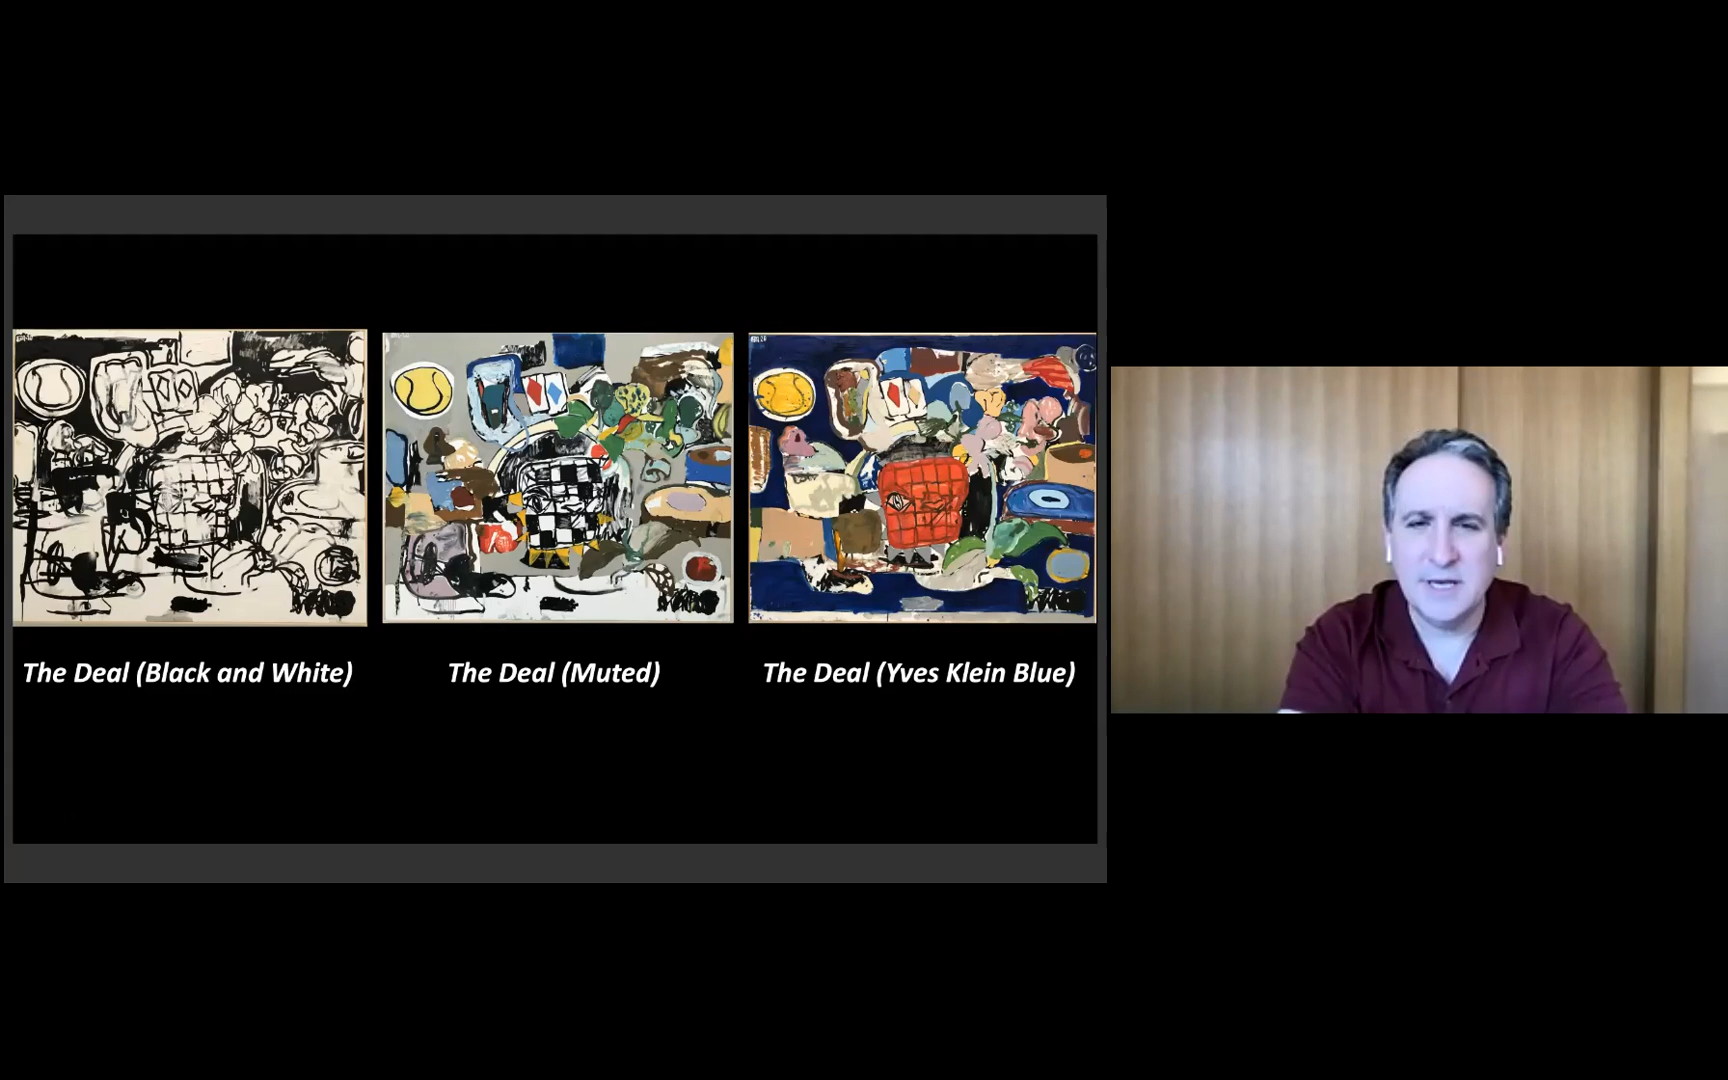 The Deal (Black and White)
The Deal (Muted)
The Deal (Yves Klein Blue)